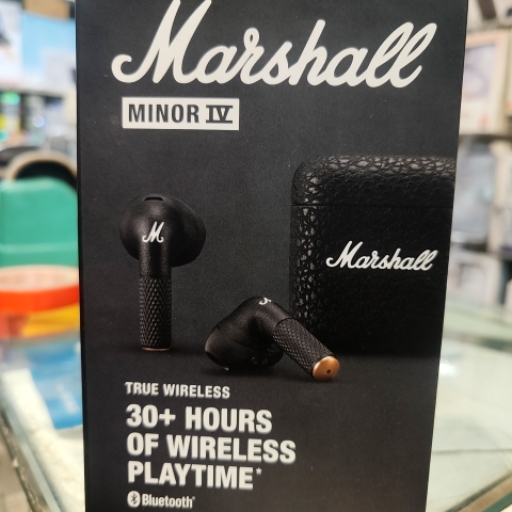 Marshall
MINOR IV
M
Marshall
TRUE WIRELESS
30+ HOURS
OF WIRELESS
PLAYTIME*
Bluetooth®